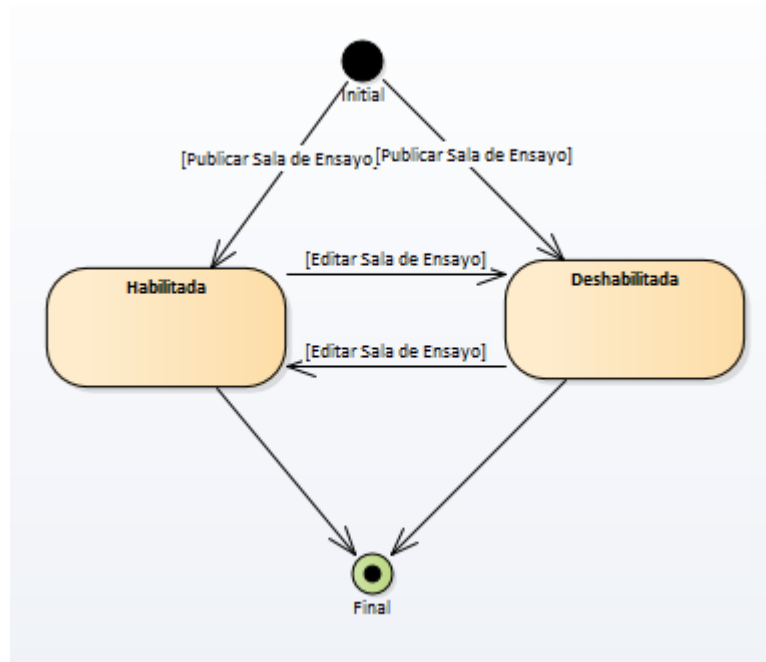 Initial
[Publicar Sala de Ensayo]
[Publicar Sala de Ensayo]
[Editar Sala de Ensayo]
Habilitada
Deshabilitada
[Editar Sala de Ensayo]
Final